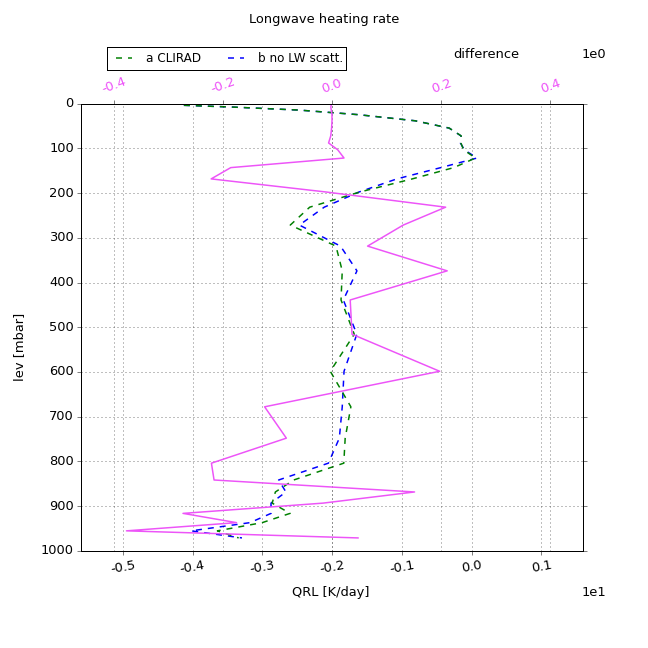 Longwave heating rate
a CLIRAD
b no LW scatt.
difference
1e0
-0.4
-0.2
0.0
0.2
0.4
0
100
200
300
400
500
600
700
800
900
1000
lev [mbar]
-0.5
-0.4
-0.3
-0.2
-0.1
0.0
0.1
QRL [K/day]
1e1